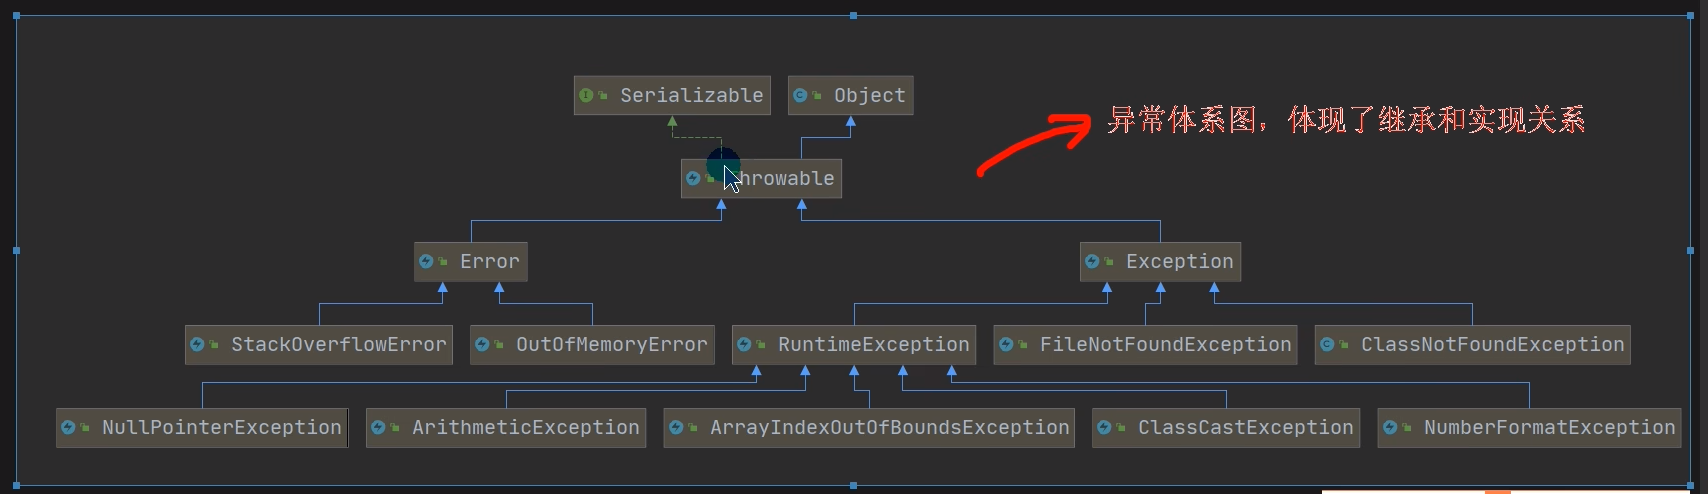 Serializable
Object
异常体系图，体现了继承和实现关系
Throwable
Error
Exception
StackOverflowError
OutOfMemoryError
RuntimeException
FileNotFoundException
ClassNotFoundException
NullPointerException
ArithmeticException
ArrayIndexOutOfBoundsException
ClassCastException
NumberFormatException